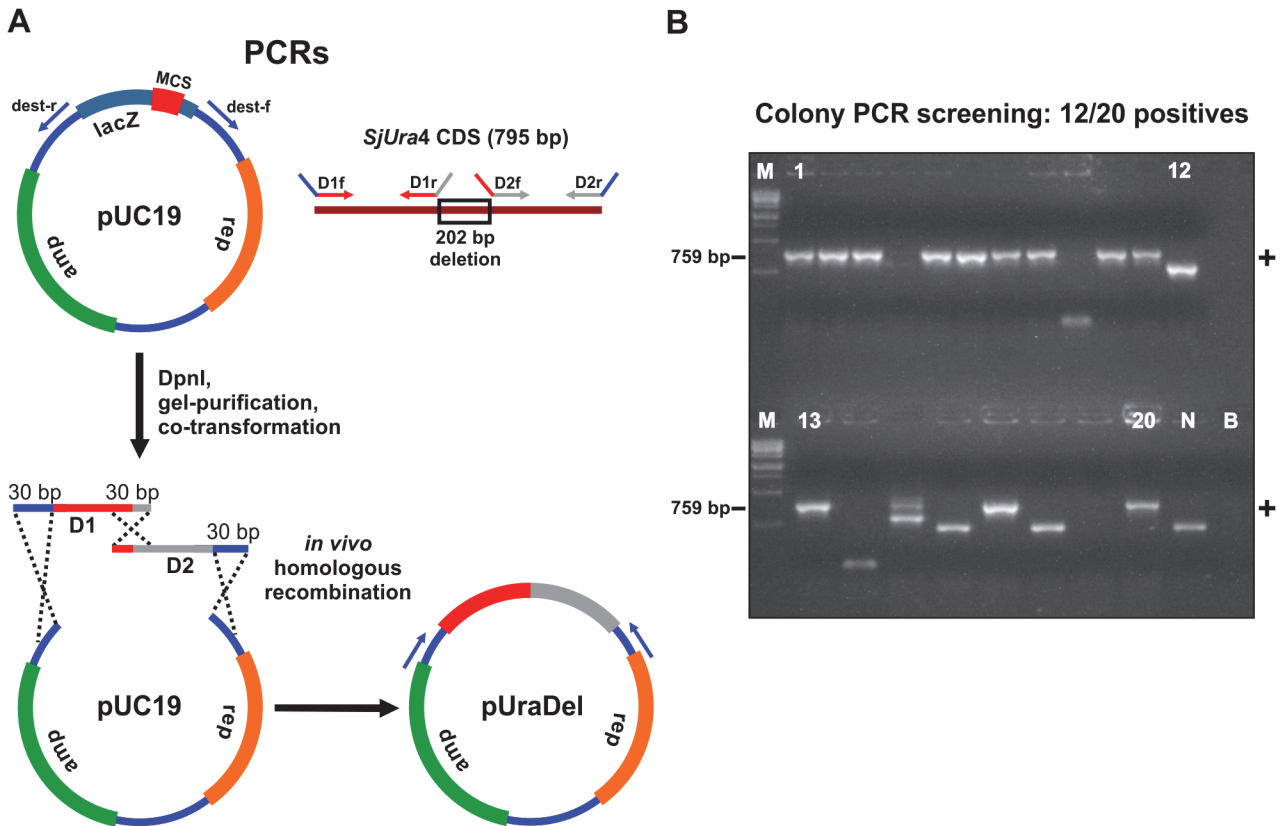 A
PCRs
MCS
dest-r
dest-f
lacZ
pUC19
amp
rep
SjUra4 CDS (795 bp)
D1f
D1r
D2f
D2r
202 bp
deletion
DpnI,
gel-purification,
co-transformation
30 bp
30 bp
D1
30 bp
D2
in vivo
homologous
recombination
pUC19
amp
rep
pUraDel
amp
rep
B
Colony PCR screening: 12/20 positives
M
1
12
759 bp
+
M
13
20
N
B
759 bp
+